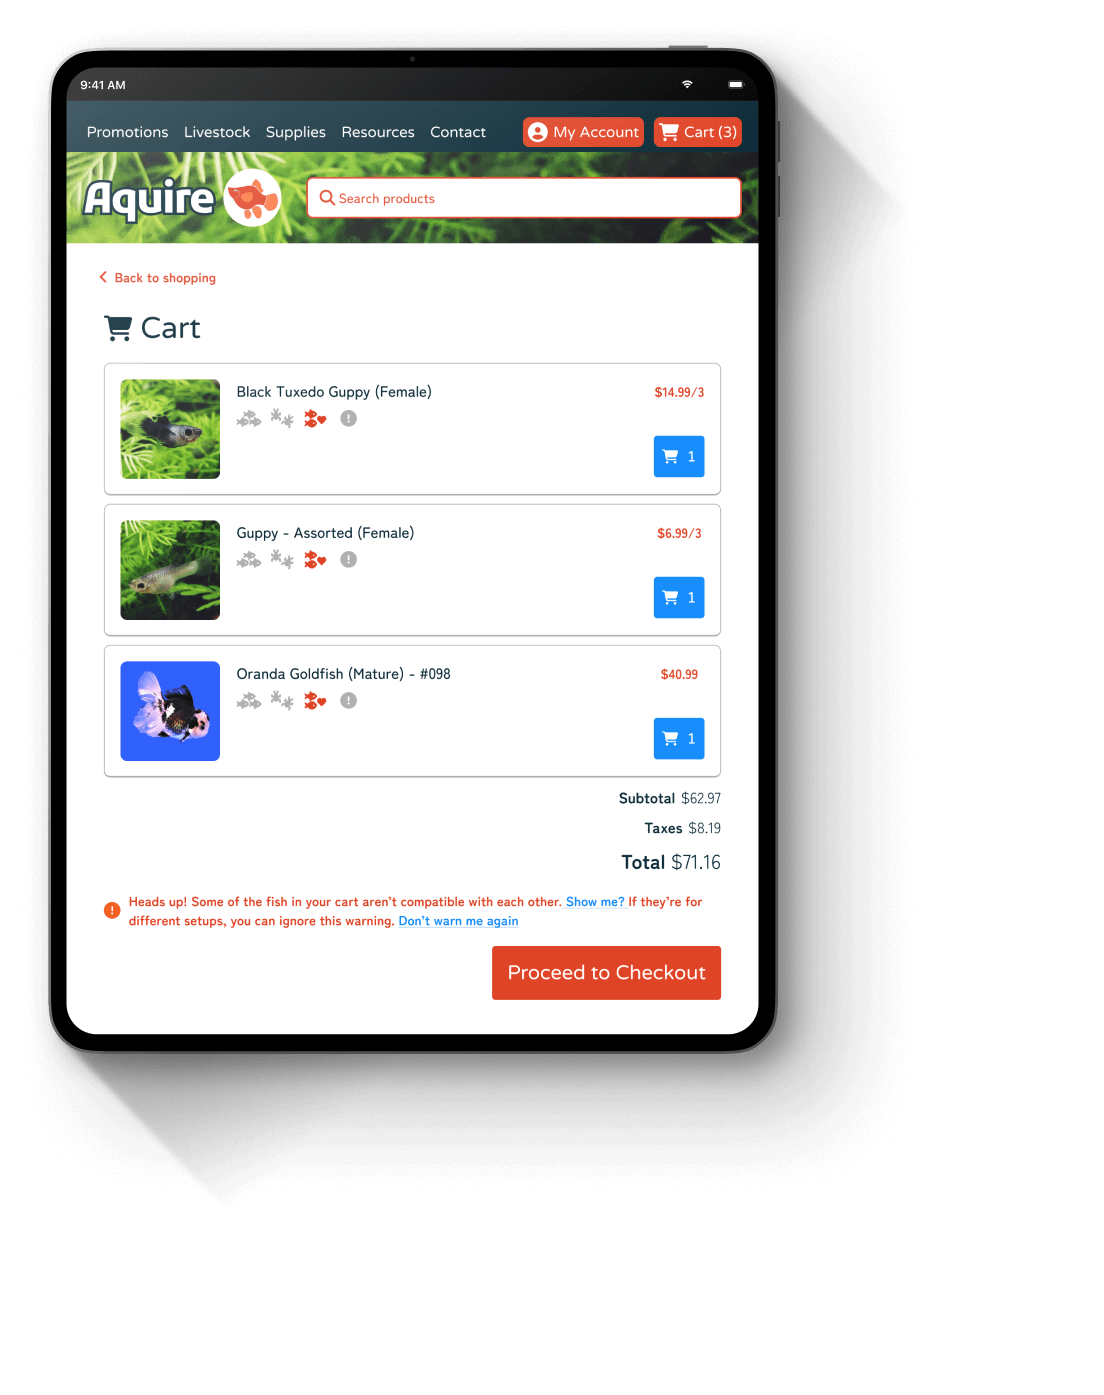 9:41 AM
Promotions Livestock Supplies Resources Contact My Account Cart (3)
Aquire Search products
Back to shopping
Cart
Black Tuxedo Guppy (Female) $14.99/3
1
Guppy - Assorted (Female) $6.99/3
1
Oranda Goldfish (Mature) - #098 $40.99
1
Subtotal $62.97
Taxes $8.19
Total $71.16
Heads up! Some of the fish in your cart aren't compatible with each other. Show me? If they're for
different setups, you can ignore this warning. Don't warn me again
Proceed to Checkout